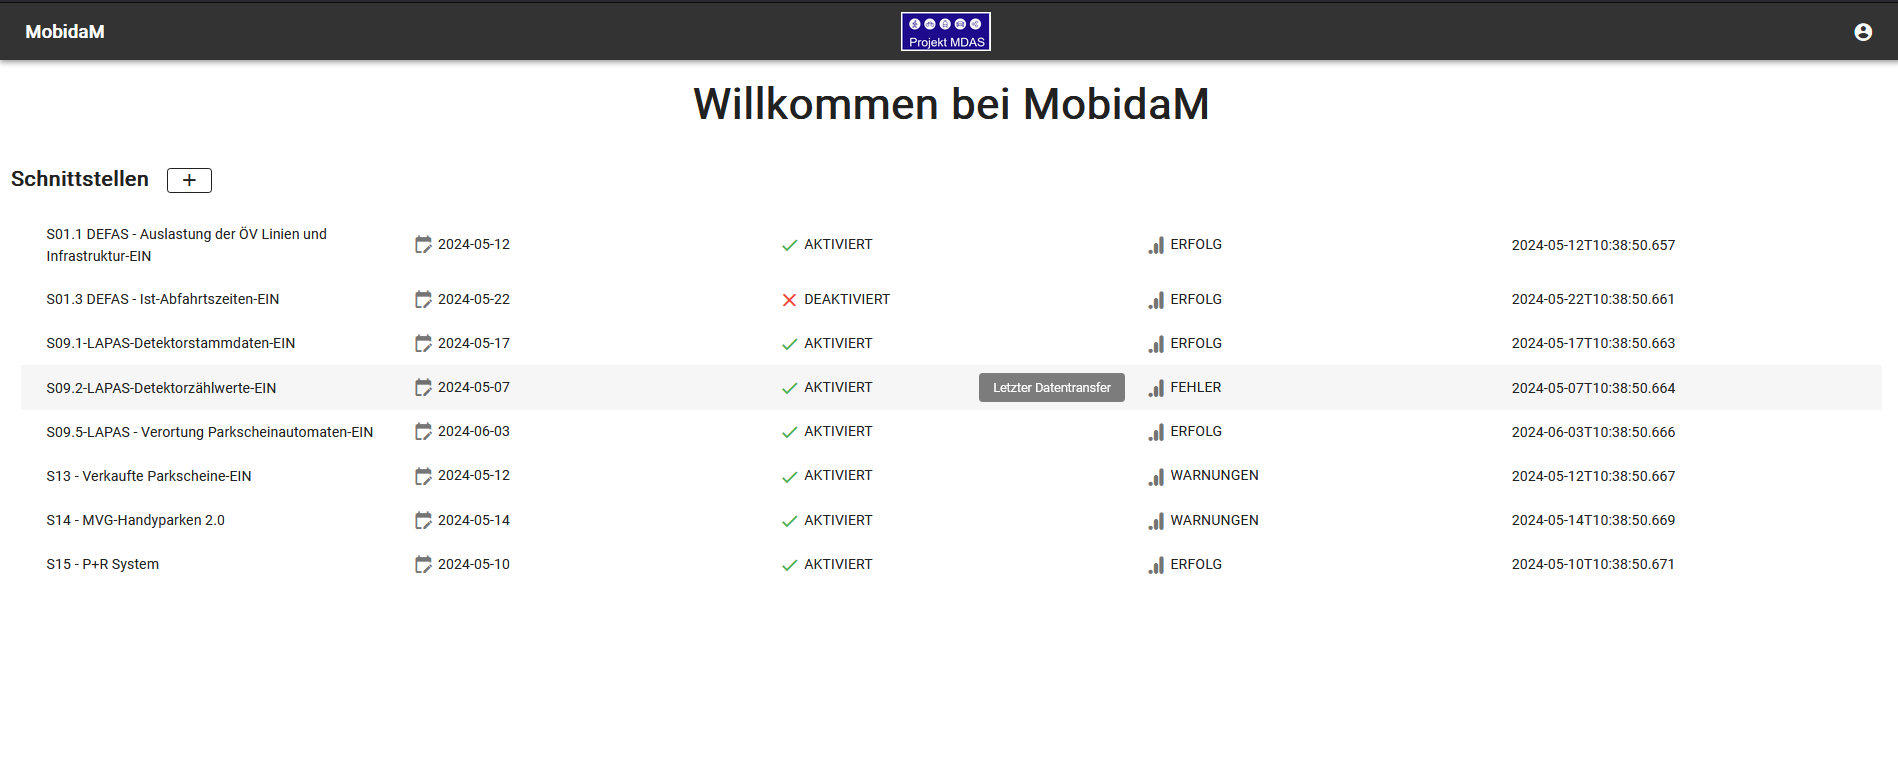 MobidaM
Projekt MDAS
Willkommen bei MobidaM
Schnittstellen +
S01.1 DEFAS - Auslastung der ÖV Linien und
Infrastruktur-EIN
2024-05-12 AKTIVIERT ERFOLG 2024-05-12T10:38:50.657
S01.3 DEFAS - Ist-Abfahrtszeiten-EIN 2024-05-22 DEAKTIVIERT ERFOLG 2024-05-22T10:38:50.661
S09.1-LAPAS-Detektorstammdaten-EIN 2024-05-17 AKTIVIERT ERFOLG 2024-05-17T10:38:50.663
S09.2-LAPAS-Detektorzählwerte-EIN 2024-05-07 AKTIVIERT Letzter Datentransfer FEHLER 2024-05-07T10:38:50.664
S09.5-LAPAS - Verortung Parkscheinautomaten-EIN 2024-06-03 AKTIVIERT ERFOLG 2024-06-03T10:38:50.666
S13 - Verkaufte Parkscheine-EIN 2024-05-12 AKTIVIERT WARNUNGEN 2024-05-12T10:38:50.667
S14 - MVG-Handyparken 2.0 2024-05-14 AKTIVIERT WARNUNGEN 2024-05-14T10:38:50.669
S15 - P+R System 2024-05-10 AKTIVIERT ERFOLG 2024-05-10T10:38:50.671